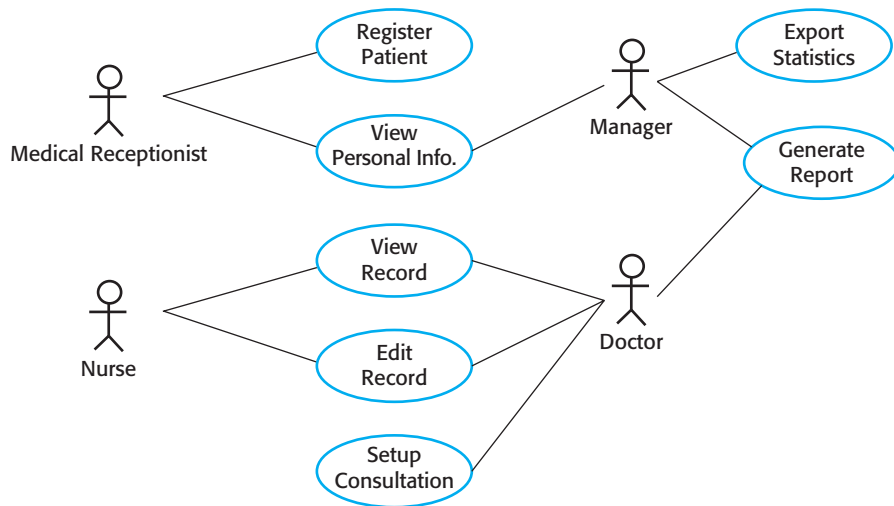 Register
Patient
Export
Statistics
Medical Receptionist
Manager
View
Personal Info.
Generate
Report
View
Record
Nurse
Edit
Record
Doctor
Setup
Consultation